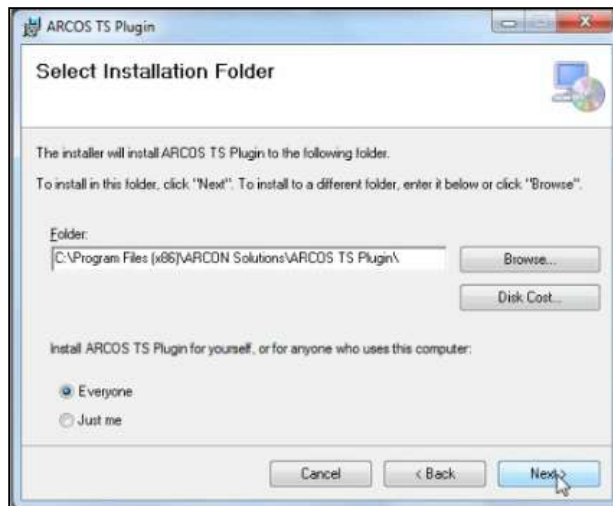 ARCOS TS Plugin
Select Installation Folder
The installer will install ARCOS TS Plugin to the following folder.
To install in this folder, click "Next". To install to a different folder, enter it below or click "Browse".
Folder:
C:\Program Files (x86)\ARCON Solutions\ARCOS TS Plugin\
Browse...
Disk Cost...
Install ARCOS TS Plugin for yourself, or for anyone who uses this computer:
Everyone
Just me
Cancel
< Back
Next >